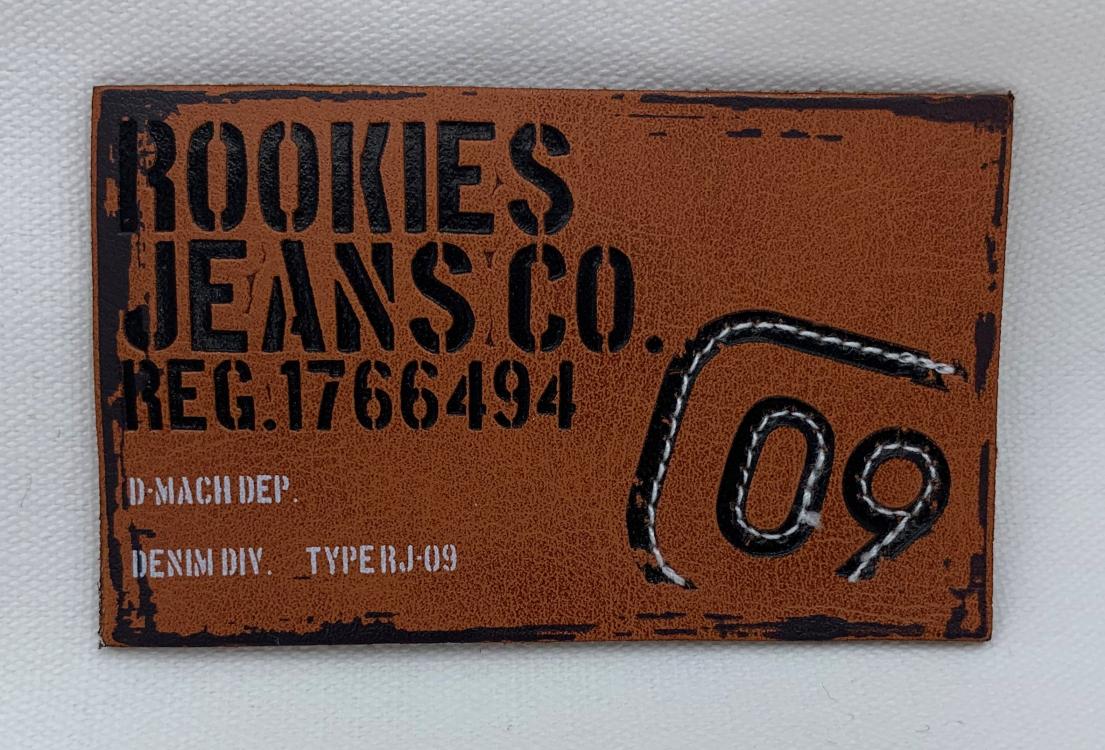 ROOKIES
JEANS CO.
REG.1766494
D-MACH DEP.
DENIM DIV. TYPE RJ-09
09